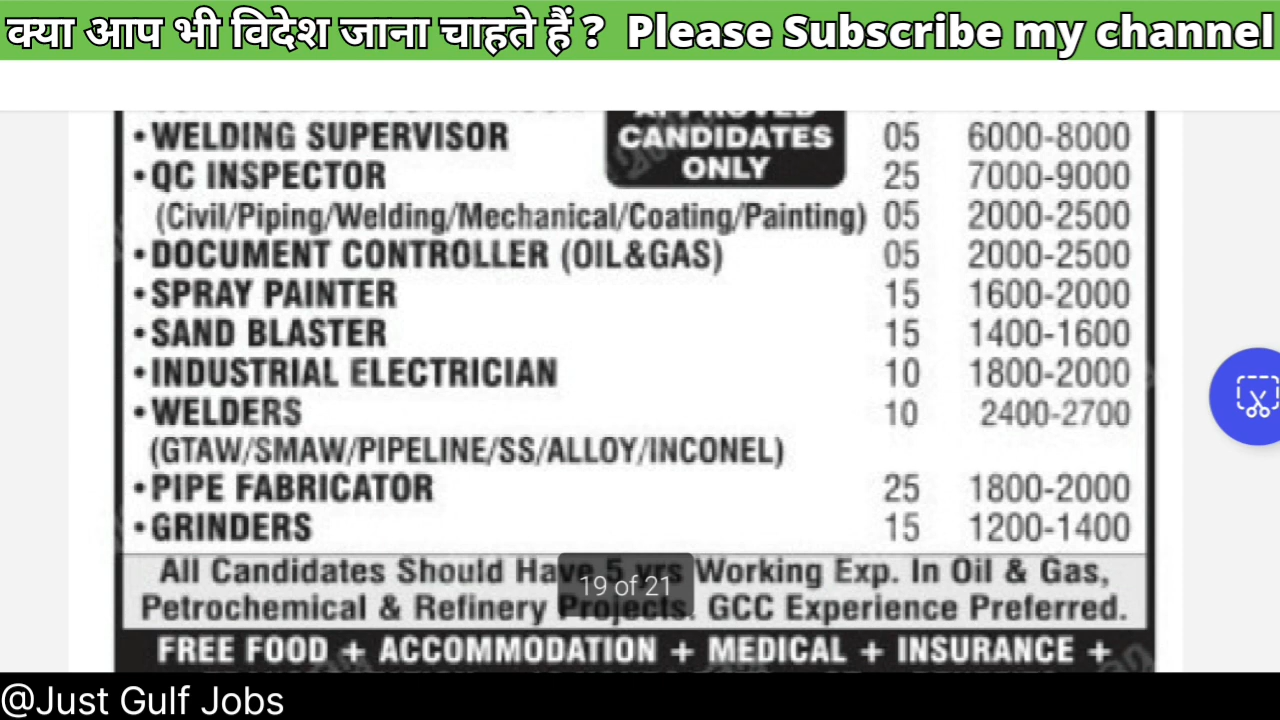 क्या आप भी विदेश जाना चाहते हैं ? Please Subscribe my channel
CANDIDATES
ONLY
• WELDING SUPERVISOR 05 6000-8000
• QC INSPECTOR 25 7000-9000
(Civil/Piping/Welding/Mechanical/Coating/Painting) 05 2000-2500
• DOCUMENT CONTROLLER (OIL&GAS) 05 2000-2500
• SPRAY PAINTER 15 1600-2000
• SAND BLASTER 15 1400-1600
• INDUSTRIAL ELECTRICIAN 10 1800-2000
• WELDERS 10 2400-2700
(GTAW/SMAW/PIPELINE/SS/ALLOY/INCONEL)
• PIPE FABRICATOR 25 1800-2000
• GRINDERS 15 1200-1400
All Candidates Should Have 5 yrs Working Exp. In Oil & Gas,
19 of 21
Petrochemical & Refinery Projects. GCC Experience Preferred.
FREE FOOD + ACCOMMODATION + MEDICAL + INSURANCE +
@Just Gulf Jobs